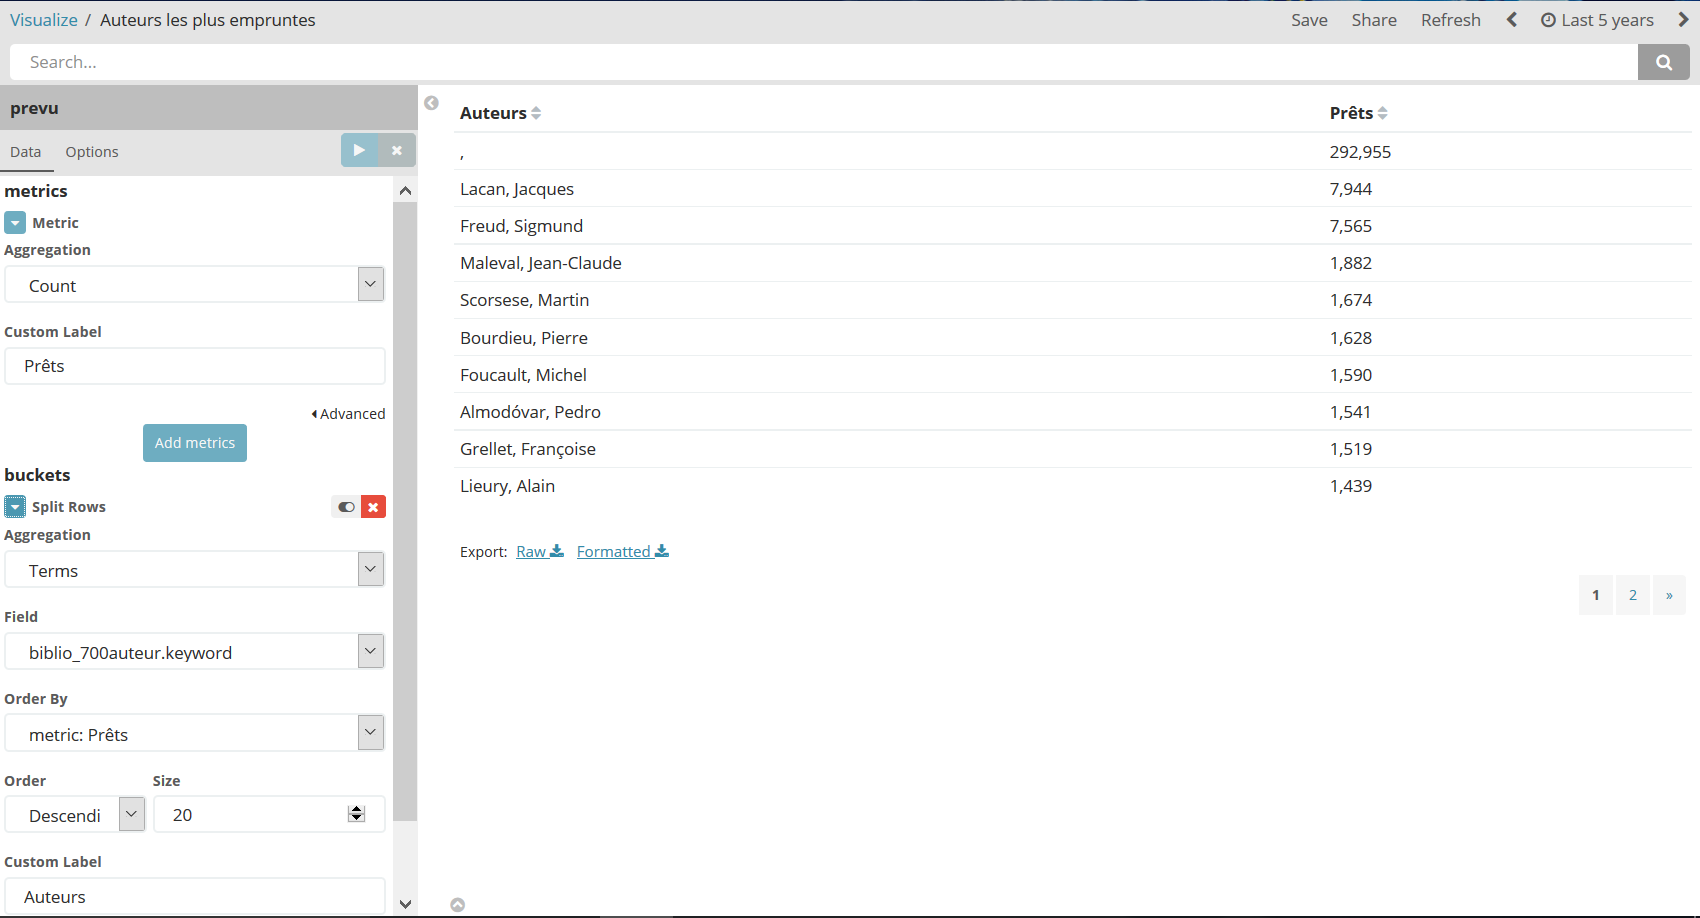 Visualize / Auteurs les plus empruntes
Save Share Refresh Last 5 years
Search...
prevu
Data Options
metrics
Metric
Aggregation
Count
Custom Label
Prêts
Advanced
Add metrics
buckets
Split Rows
Aggregation
Terms
Field
biblio_700auteur.keyword
Order By
metric: Prêts
Order Size
Descendi 20
Custom Label
Auteurs
Auteurs Prêts
, 292,955
Lacan, Jacques 7,944
Freud, Sigmund 7,565
Maleval, Jean-Claude 1,882
Scorsese, Martin 1,674
Bourdieu, Pierre 1,628
Foucault, Michel 1,590
Almodóvar, Pedro 1,541
Grellet, Françoise 1,519
Lieury, Alain 1,439
Export: Raw Formatted
1 2 »